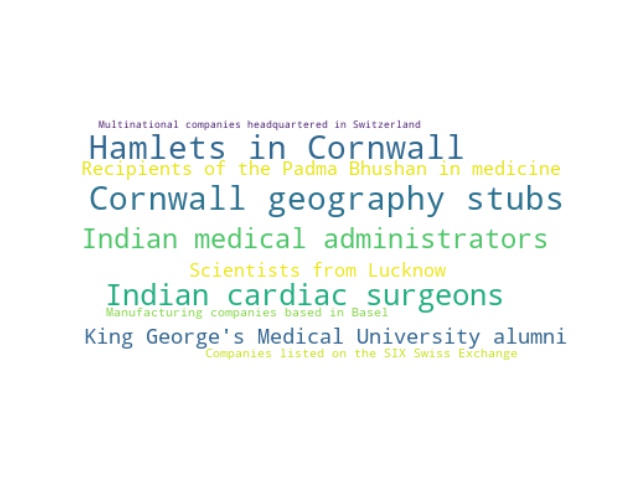 Multinational companies headquartered in Switzerland
Hamlets in Cornwall
Recipients of the Padma Bhushan in medicine
Cornwall geography stubs
Indian medical administrators
Scientists from Lucknow
Indian cardiac surgeons
Manufacturing companies based in Basel
King George's Medical University alumni
Companies listed on the SIX Swiss Exchange